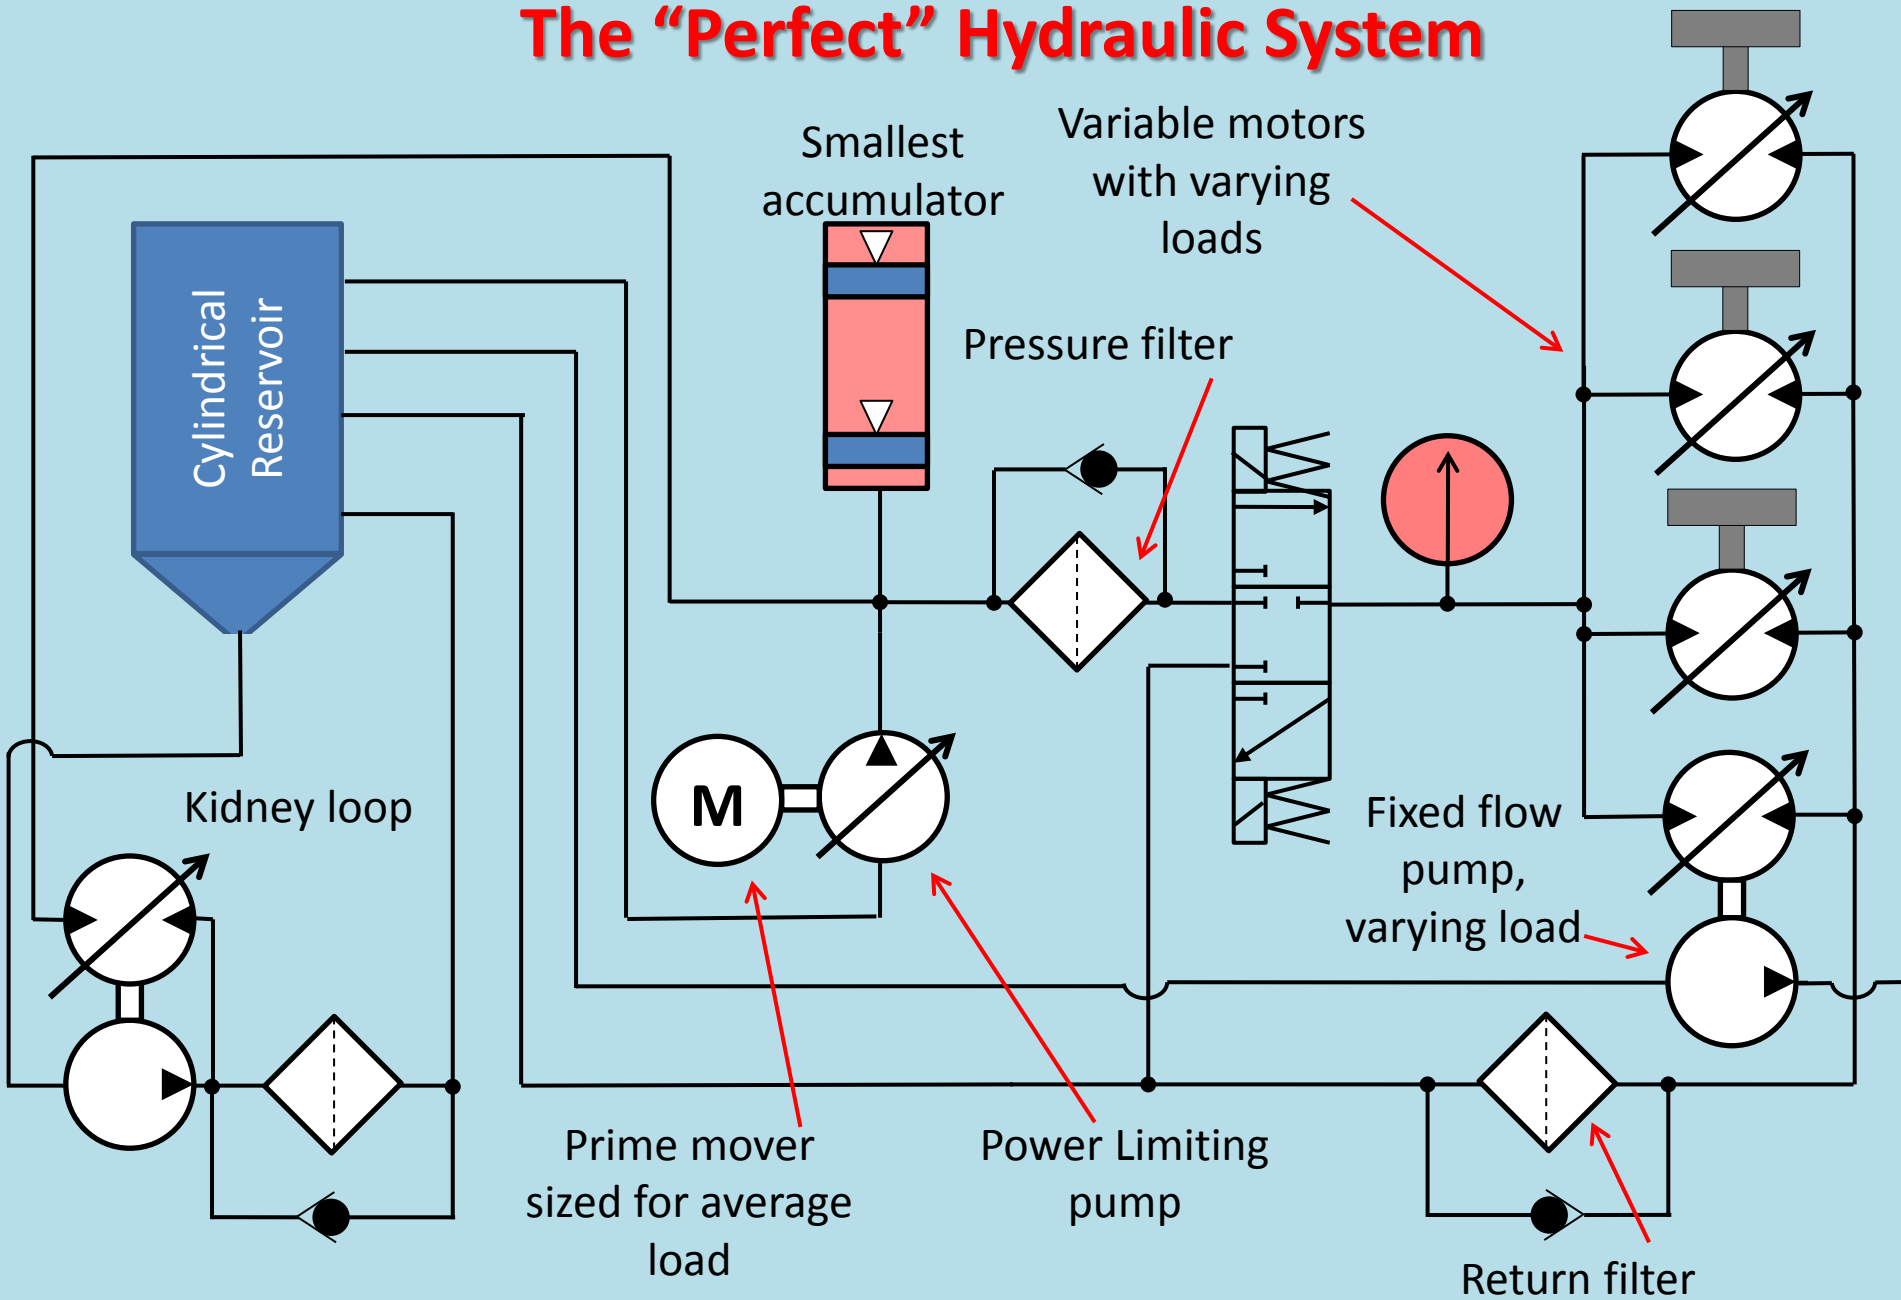 The “Perfect” Hydraulic System
Smallest
accumulator
Variable motors
with varying
loads
Cylindrical
Reservoir
Pressure filter
Kidney loop
M
Fixed flow
pump,
varying load
Prime mover
sized for average
load
Power Limiting
pump
Return filter